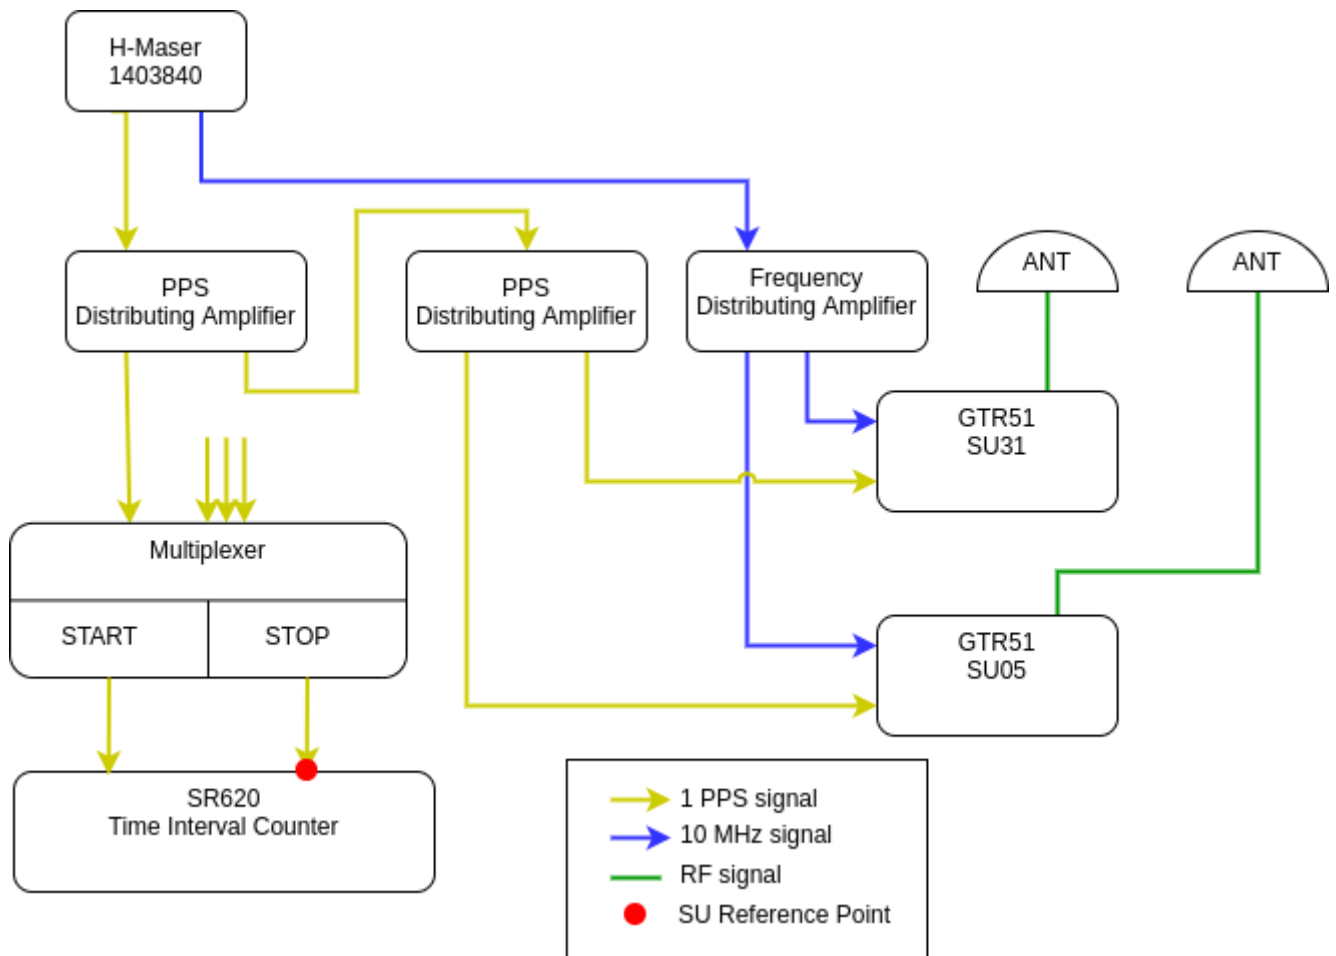 H-Maser
1403840
PPS
Distributing Amplifier
PPS
Distributing Amplifier
Frequency
Distributing Amplifier
ANT
ANT
GTR51
SU31
Multiplexer
START
STOP
GTR51
SU05
SR620
Time Interval Counter
1 PPS signal
10 MHz signal
RF signal
SU Reference Point